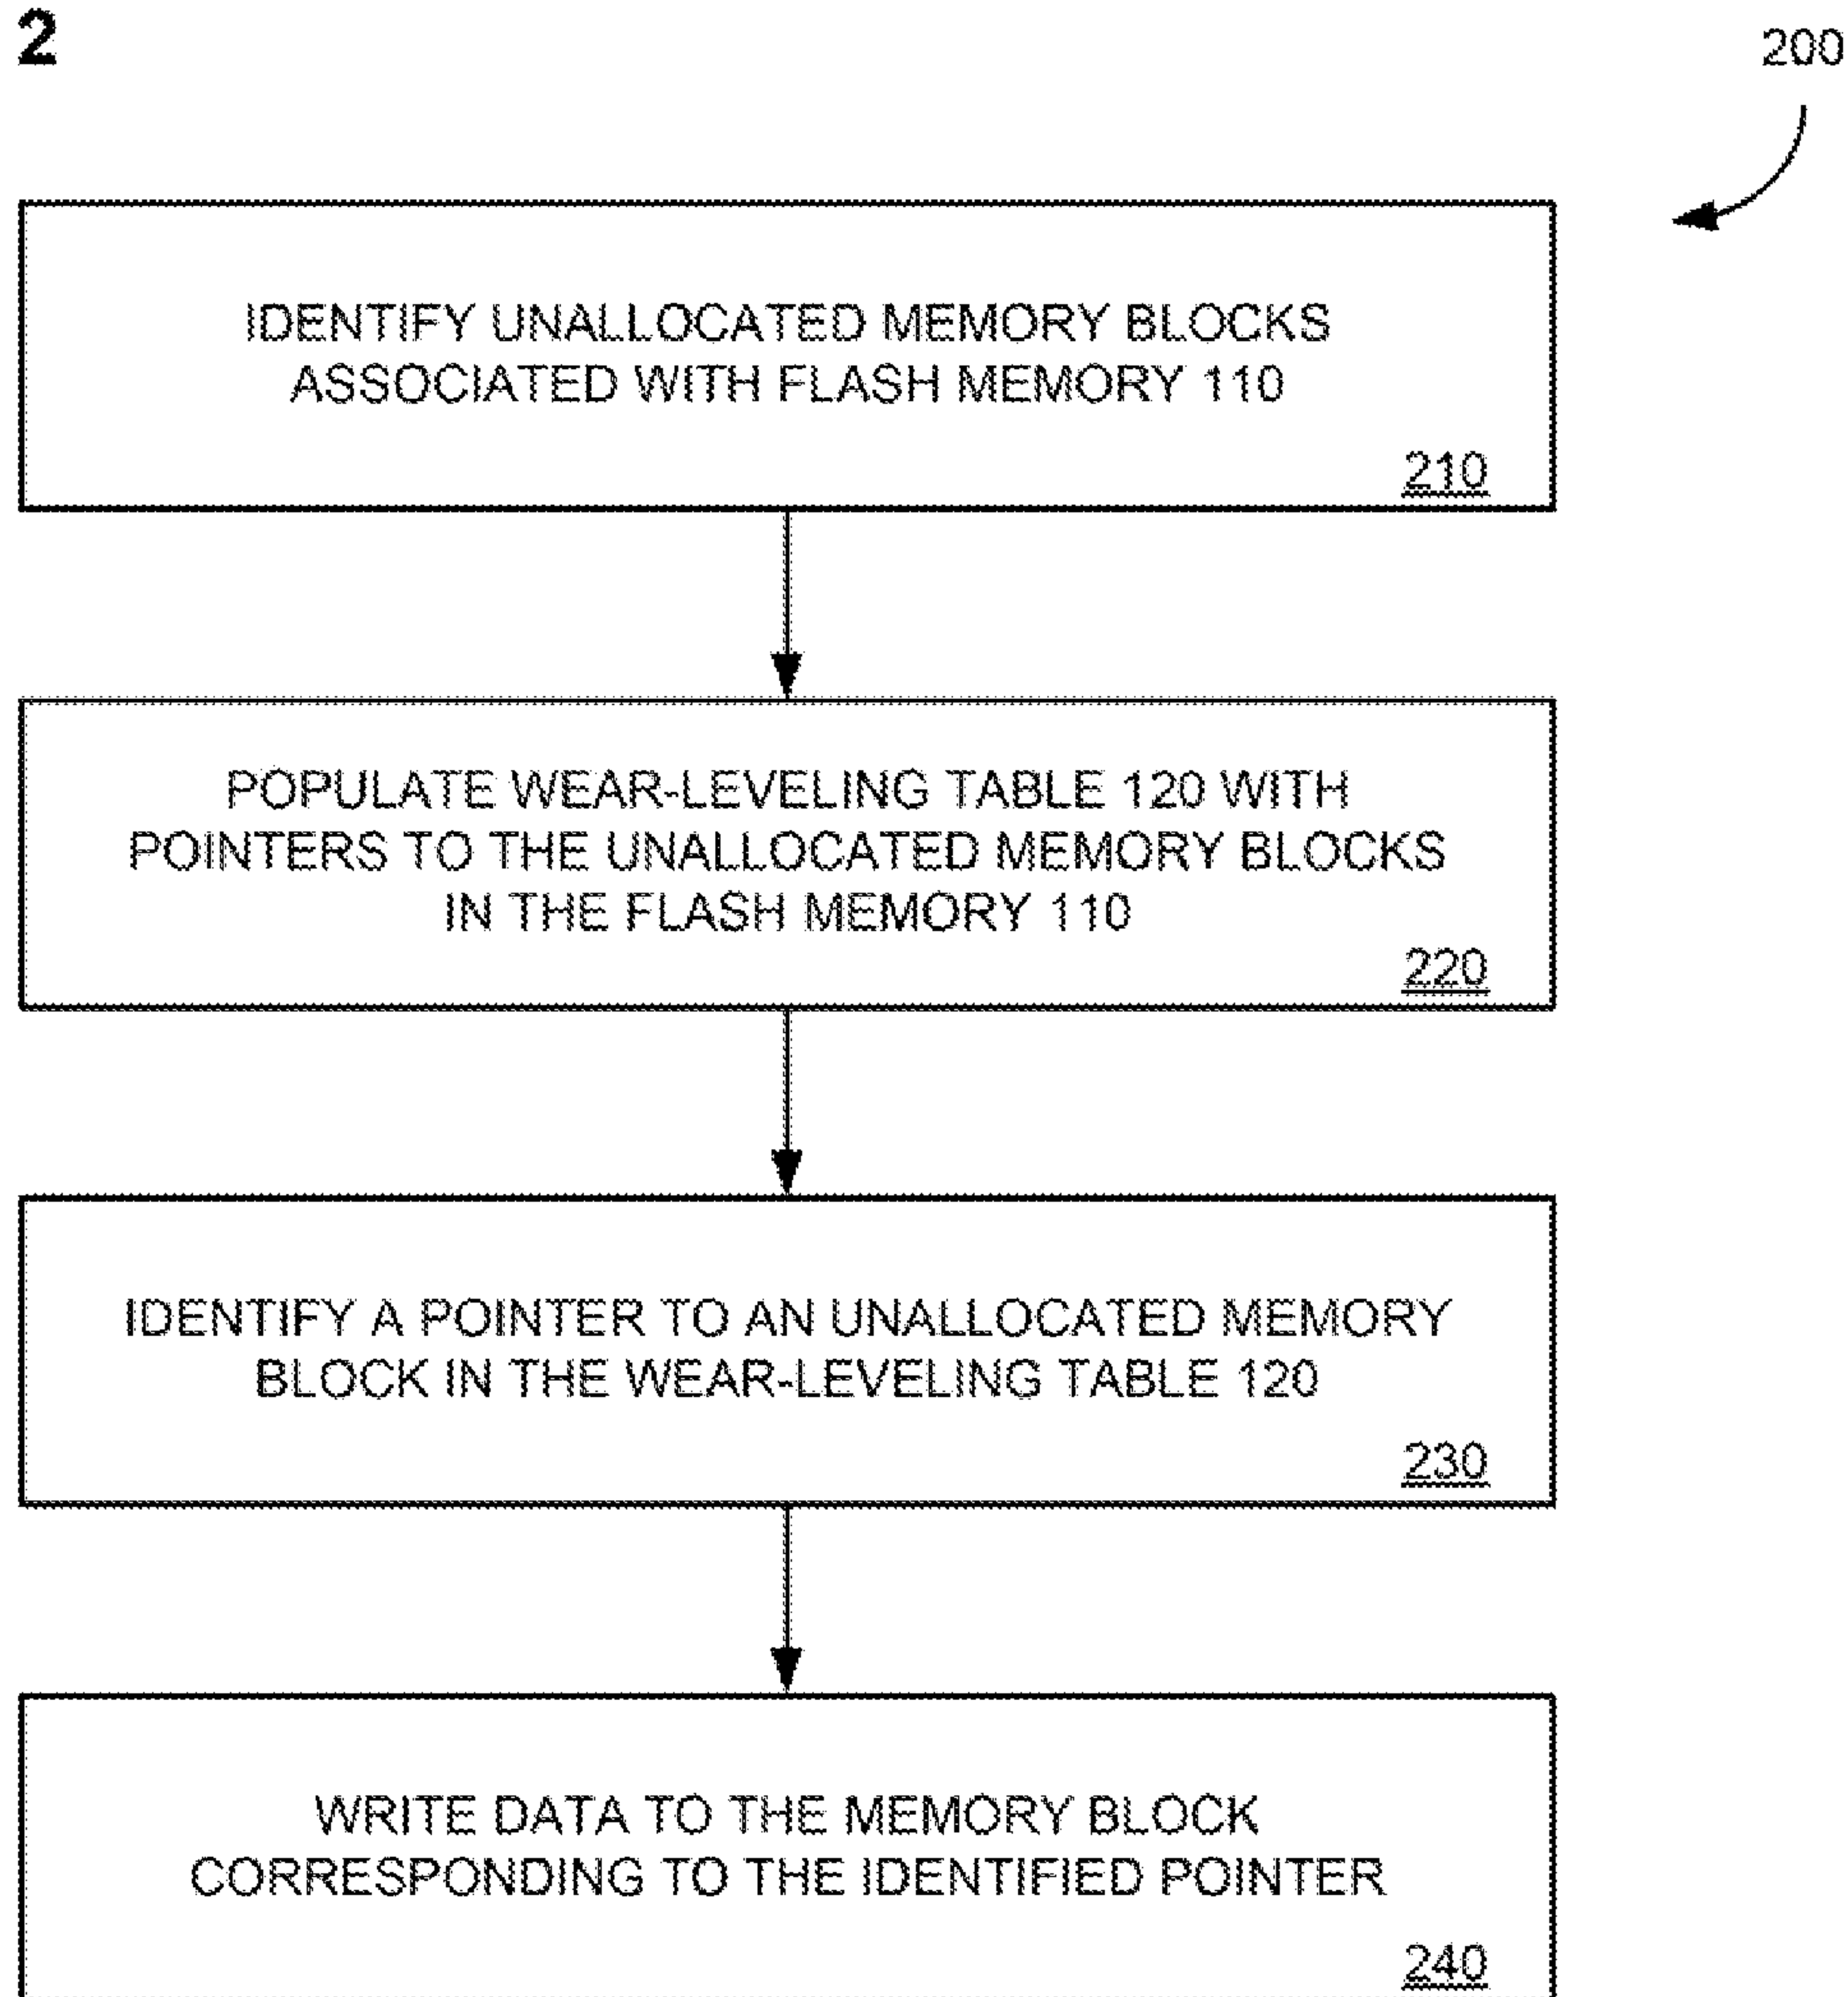 2
200
IDENTIFY UNALLOCATED MEMORY BLOCKS
ASSOCIATED WITH FLASH MEMORY 110
210
POPULATE WEAR-LEVELING TABLE 120 WITH
POINTERS TO THE UNALLOCATED MEMORY BLOCKS
IN THE FLASH MEMORY 110
220
IDENTIFY A POINTER TO AN UNALLOCATED MEMORY
BLOCK IN THE WEAR-LEVELING TABLE 120
230
WRITE DATA TO THE MEMORY BLOCK
CORRESPONDING TO THE IDENTIFIED POINTER
240